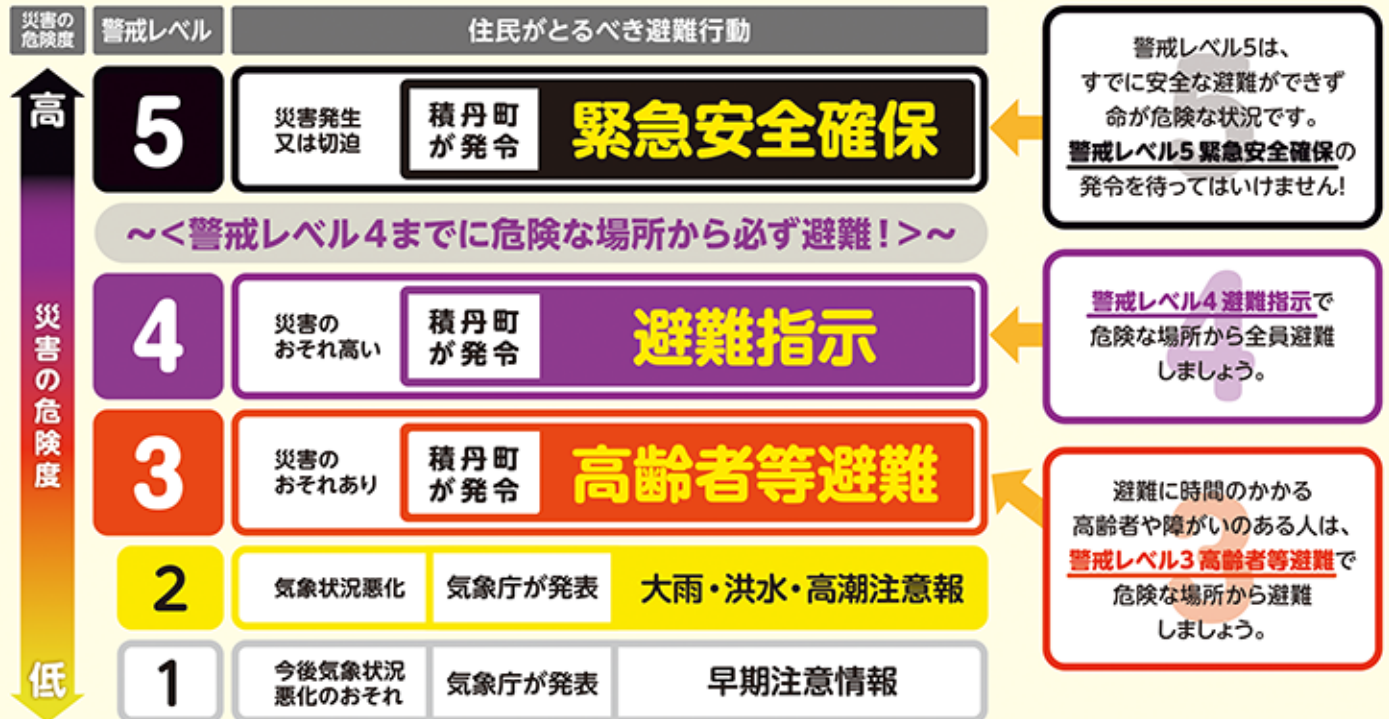 災害の
危険度
警戒レベル
住民がとるべき避難行動
高
災害の危険度
低
5
災害発生
又は切迫
積丹町
が発令
緊急安全確保
~<警戒レベル4までに危険な場所から必ず避難!>~
4
災害の
おそれ高い
積丹町
が発令
避難指示
3
災害の
おそれあり
積丹町
が発令
高齢者等避難
2
気象状況悪化
気象庁が発表
大雨・洪水・高潮注意報
1
今後気象状況
悪化のおそれ
気象庁が発表
早期注意情報
5
警戒レベル5は、
すでに安全な避難ができず
命が危険な状況です。
警戒レベル5 緊急安全確保の
発令を待ってはいけません!
4
警戒レベル4 避難指示で
危険な場所から全員避難
しましょう。
3
避難に時間のかかる
高齢者や障がいのある人は、
警戒レベル3 高齢者等避難で
危険な場所から避難
しましょう。